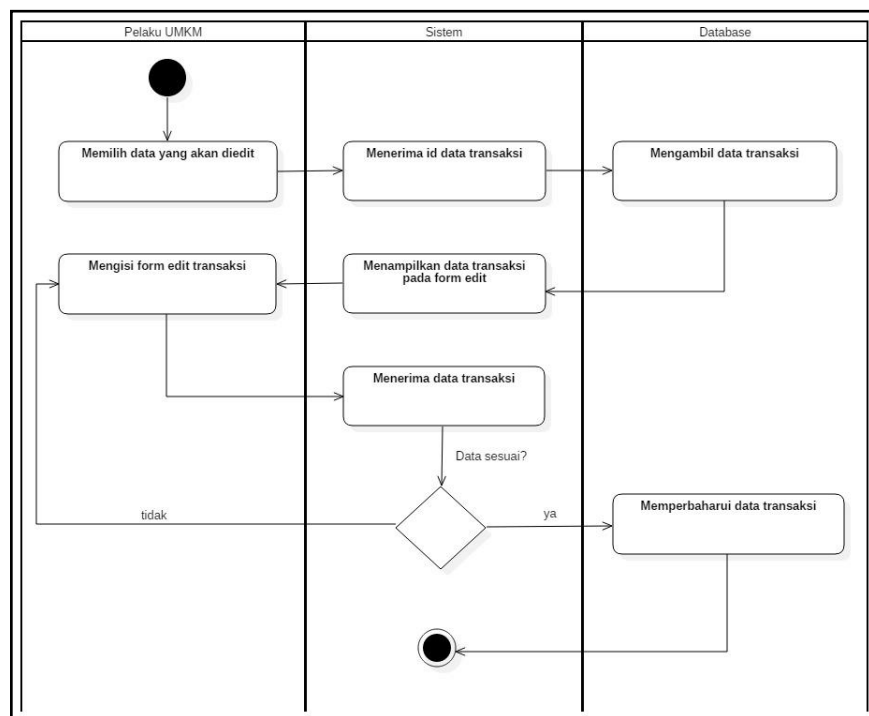 Pelaku UMKM
Sistem
Database
Memilih data yang akan diedit
Menerima id data transaksi
Mengambil data transaksi
Mengisi form edit transaksi
Menampilkan data transaksi
pada form edit
Menerima data transaksi
Data sesuai?
tidak
ya
Memperbaharui data transaksi